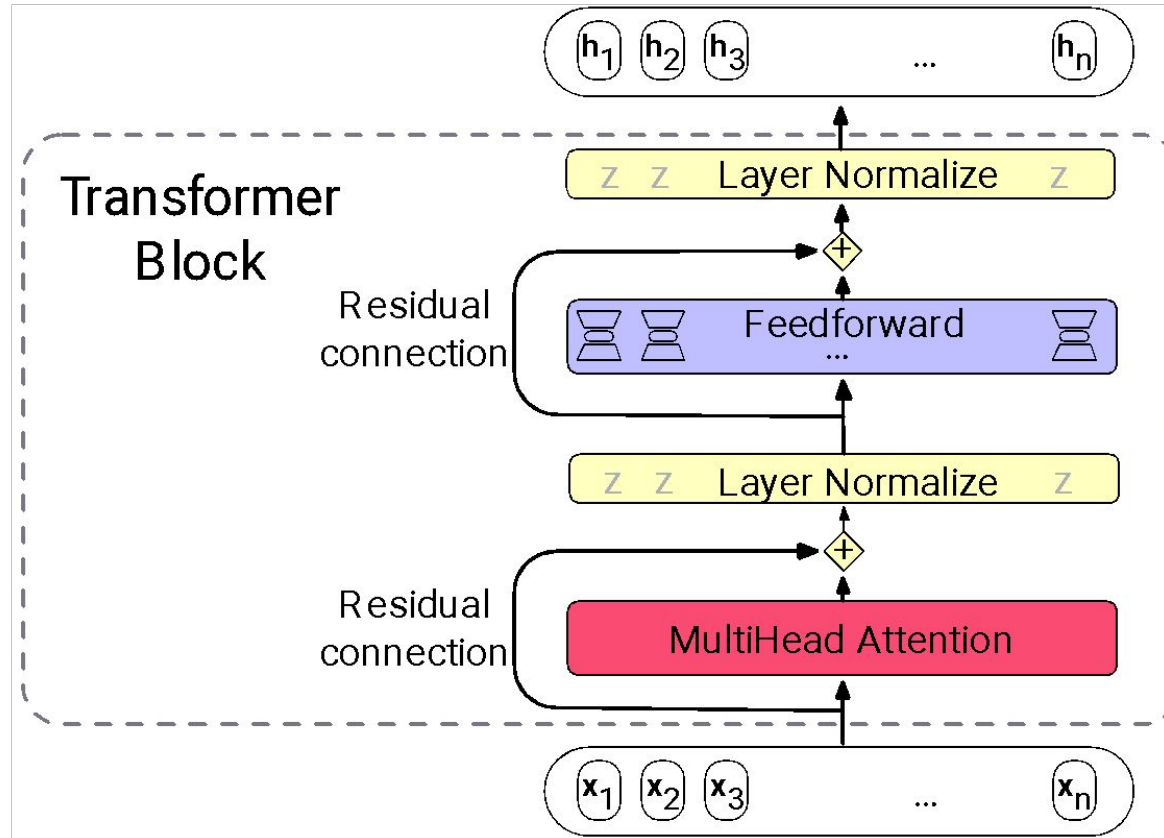 h1 h2 h3 ... hn
Transformer
Block
z z Layer Normalize z
+
Residual
connection
Feedforward
...
z z Layer Normalize z
+
Residual
connection
MultiHead Attention
x1 x2 x3 ... xn